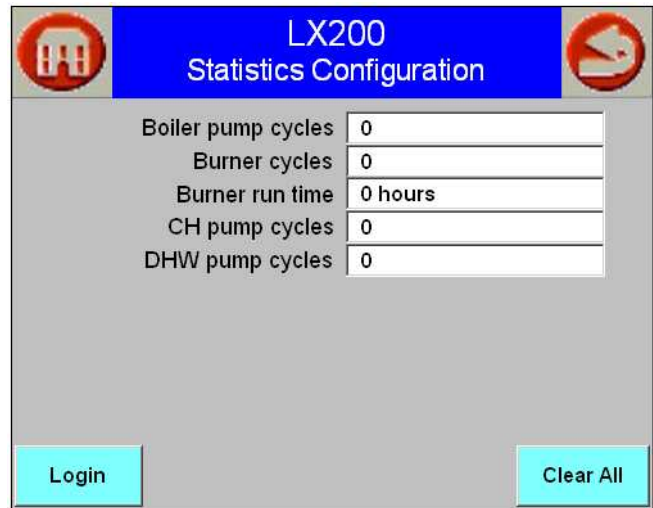 LX200
Statistics Configuration
Boiler pump cycles 0
Burner cycles 0
Burner run time 0 hours
CH pump cycles 0
DHW pump cycles 0
Login Clear All